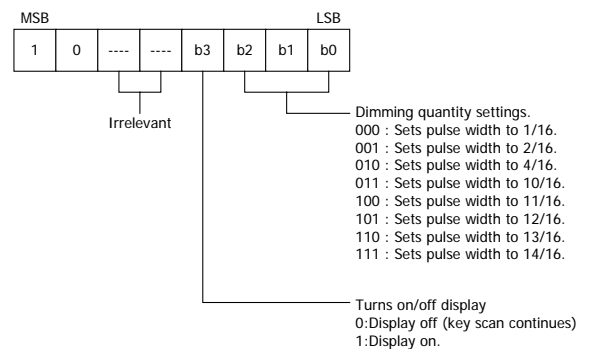 MSB LSB
1 0 ---- ---- b3 b2 b1 b0
Irrelevant
Dimming quantity settings.
000 : Sets pulse width to 1/16.
001 : Sets pulse width to 2/16.
010 : Sets pulse width to 4/16.
011 : Sets pulse width to 10/16.
100 : Sets pulse width to 11/16.
101 : Sets pulse width to 12/16.
110 : Sets pulse width to 13/16.
111 : Sets pulse width to 14/16.
Turns on/off display
0:Display off (key scan continues)
1:Display on.